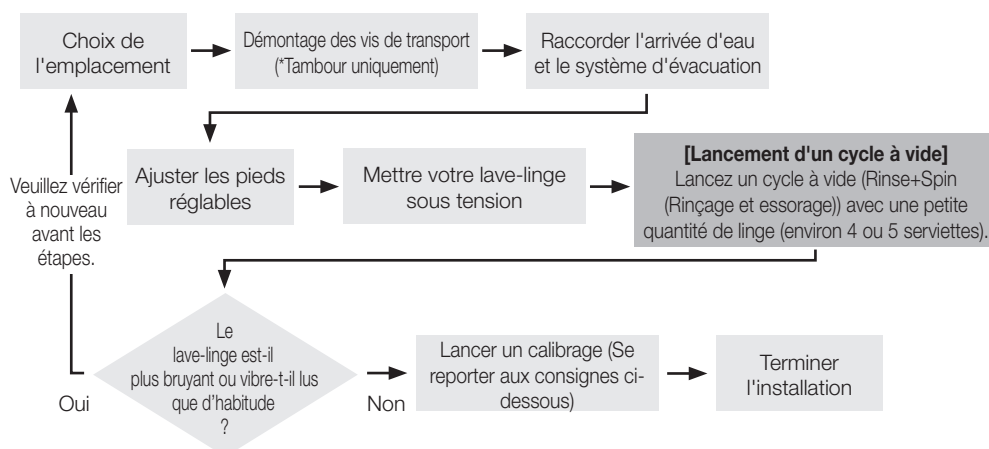 Choix de
l'emplacement
Démontage des vis de transport
(*Tambour uniquement)
Raccorder l'arrivée d'eau
et le système d'évacuation
Ajuster les pieds
réglables
Mettre votre lave-linge
sous tension
[Lancement d'un cycle à vide]
Lancez un cycle à vide (Rinse+Spin
(Rinçage et essorage)) avec une petite
quantité de linge (environ 4 ou 5 serviettes).
Veuillez vérifier
à nouveau
avant les
étapes.
Le
lave-linge est-il
plus bruyant ou vibre-t-il lus
que d'habitude
?
Oui
Non
Lancer un calibrage (Se
reporter aux consignes ci-
dessous)
Terminer
l'installation